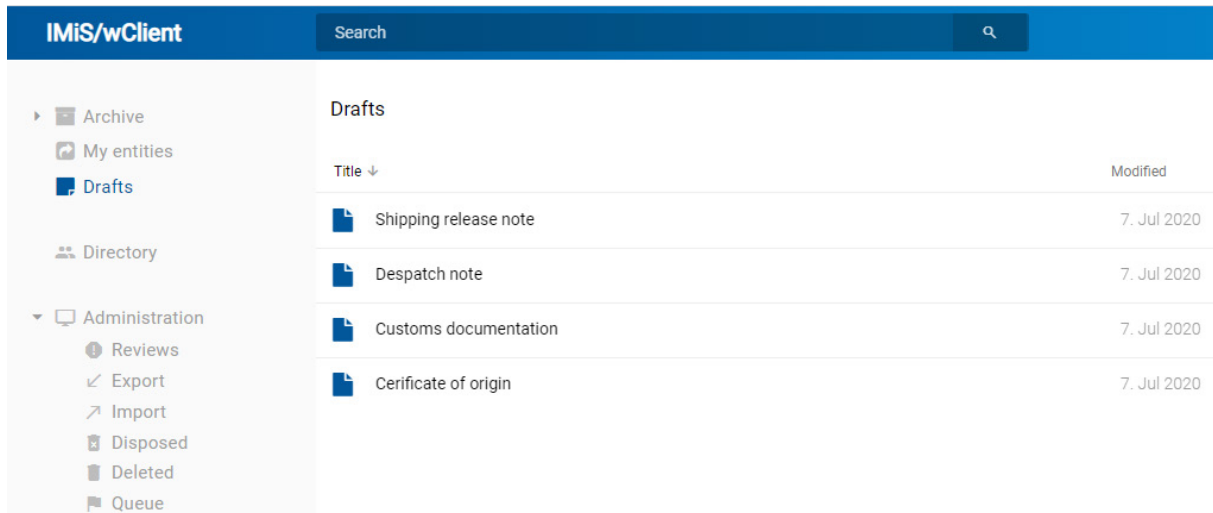 IMiS/wClient
Search
Archive
My entities
Drafts
Directory
Administration
Reviews
Export
Import
Disposed
Deleted
Queue
Drafts
Title Modified
Shipping release note 7. Jul 2020
Despatch note 7. Jul 2020
Customs documentation 7. Jul 2020
Cerificate of origin 7. Jul 2020